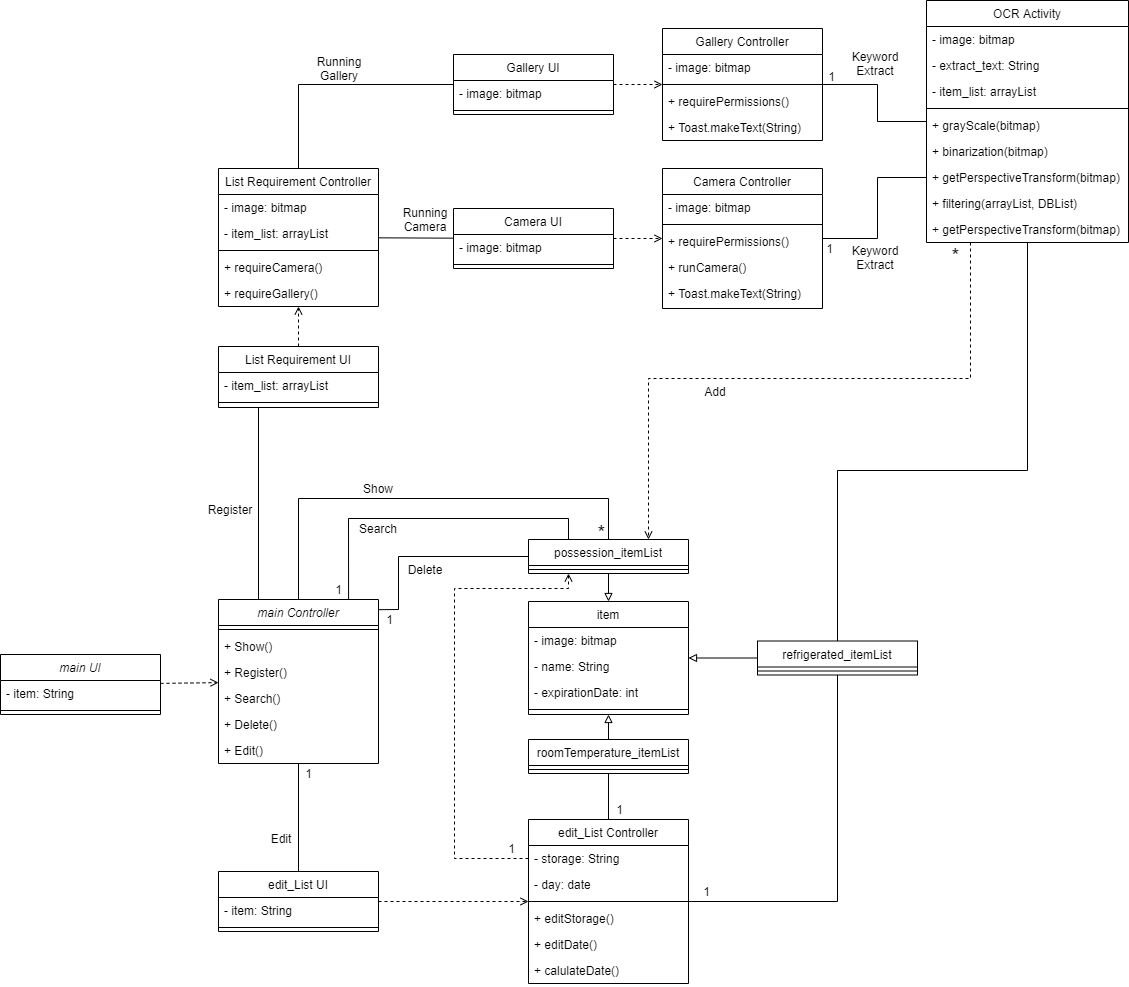 OCR Activity
- image: bitmap
- extract_text: String
- item_list: arrayList
+ grayScale(bitmap)
+ binarization(bitmap)
+ getPerspectiveTransform(bitmap)
+ filtering(arrayList, DBList)
+ getPerspectiveTransform(bitmap)
*
Gallery Controller
- image: bitmap
+ requirePermissions()
+ Toast.makeText(String)
1
Keyword
Extract
Gallery UI
- image: bitmap
Running
Gallery
List Requirement Controller
- image: bitmap
- item_list: arrayList
+ requireCamera()
+ requireGallery()
Running
Camera
Camera UI
- image: bitmap
Camera Controller
- image: bitmap
+ requirePermissions()
+ runCamera()
+ Toast.makeText(String)
1
Keyword
Extract
List Requirement UI
- item_list: arrayList
Add
Register
Show
Search
*
Delete
1
1
possession_itemList
main Controller
+ Show()
+ Register()
+ Search()
+ Delete()
+ Edit()
1
main UI
- item: String
item
- image: bitmap
- name: String
- expirationDate: int
refrigerated_itemList
roomTemperature_itemList
1
Edit
edit_List UI
- item: String
1
edit_List Controller
- storage: String
- day: date
+ editStorage()
+ editDate()
+ calulateDate()
1